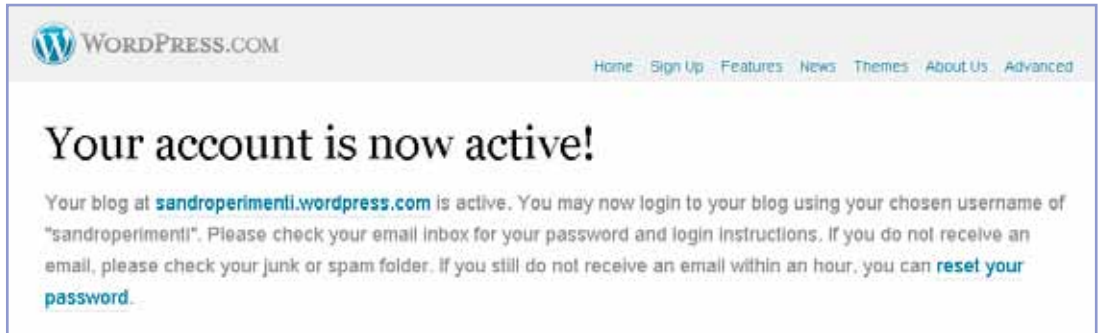 WORDPRESS.COM
Home Sign Up Features News Themes About Us Advanced
Your account is now active!
Your blog at sandroperimenti.wordpress.com is active. You may now login to your blog using your chosen username of
"sandroperimenti". Please check your email inbox for your password and login instructions. If you do not receive an
email, please check your junk or spam folder. If you still do not receive an email within an hour, you can reset your
password.